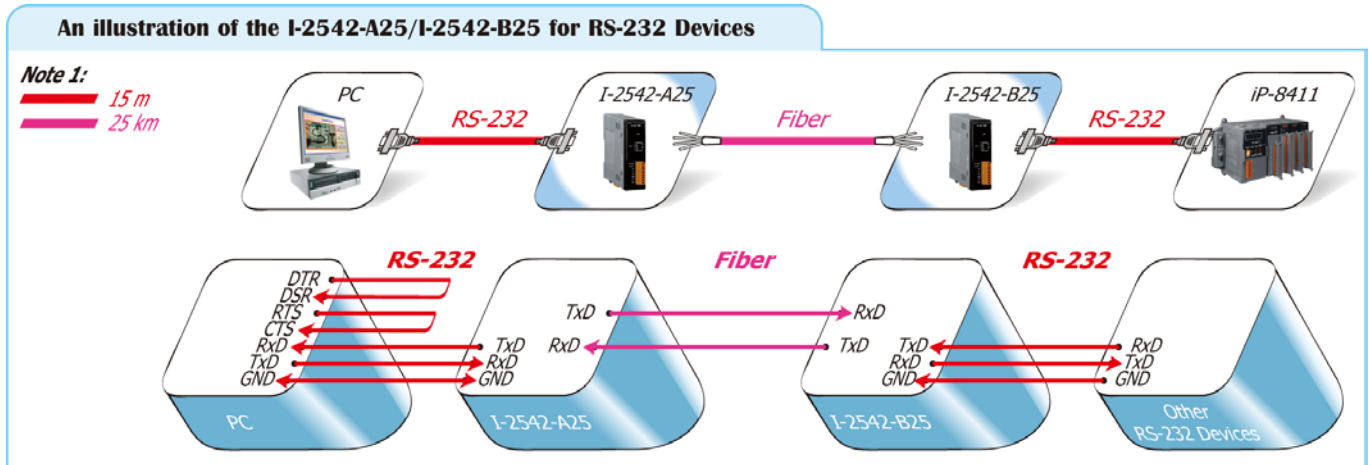 An illustration of the I-2542-A25/I-2542-B25 for RS-232 Devices
Note 1:
15 m
25 km
PC
I-2542-A25
I-2542-B25
iP-8411
RS-232
Fiber
RS-232
RS-232
Fiber
RS-232
DTR
DSR
RTS
CTS
RxD
TxD
GND
TxD
RxD
GND
TxD
RxD
RxD
TxD
TxD
RxD
GND
RxD
TxD
GND
PC
I-2542-A25
I-2542-B25
Other
RS-232 Devices